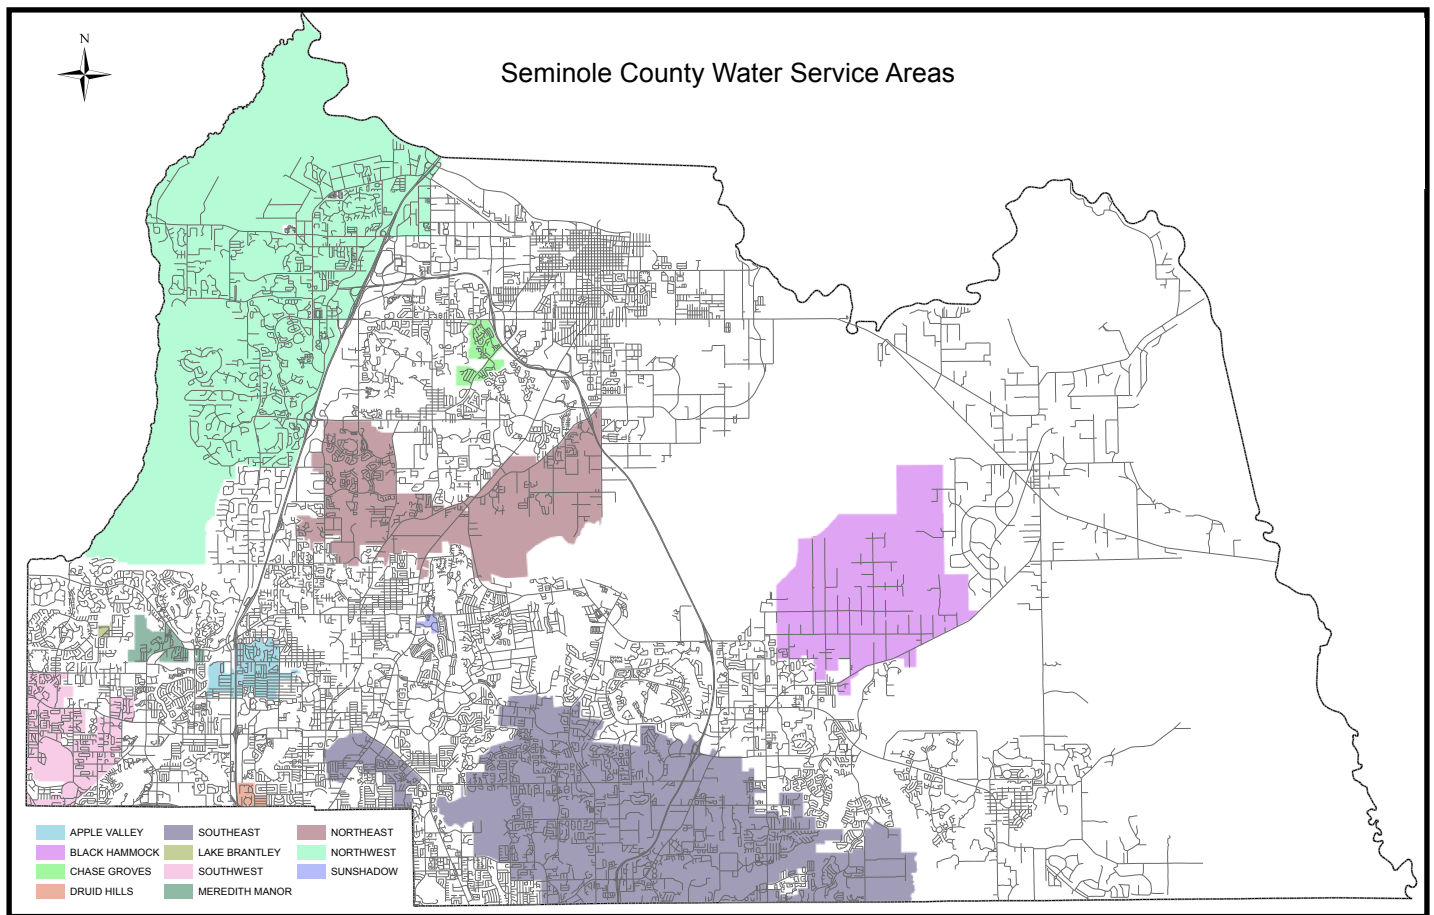 N
Seminole County Water Service Areas
APPLE VALLEY
SOUTHEAST
NORTHEAST
BLACK HAMMOCK
LAKE BRANTLEY
NORTHWEST
CHASE GROVES
SOUTHWEST
SUNSHADOW
DRUID HILLS
MEREDITH MANOR